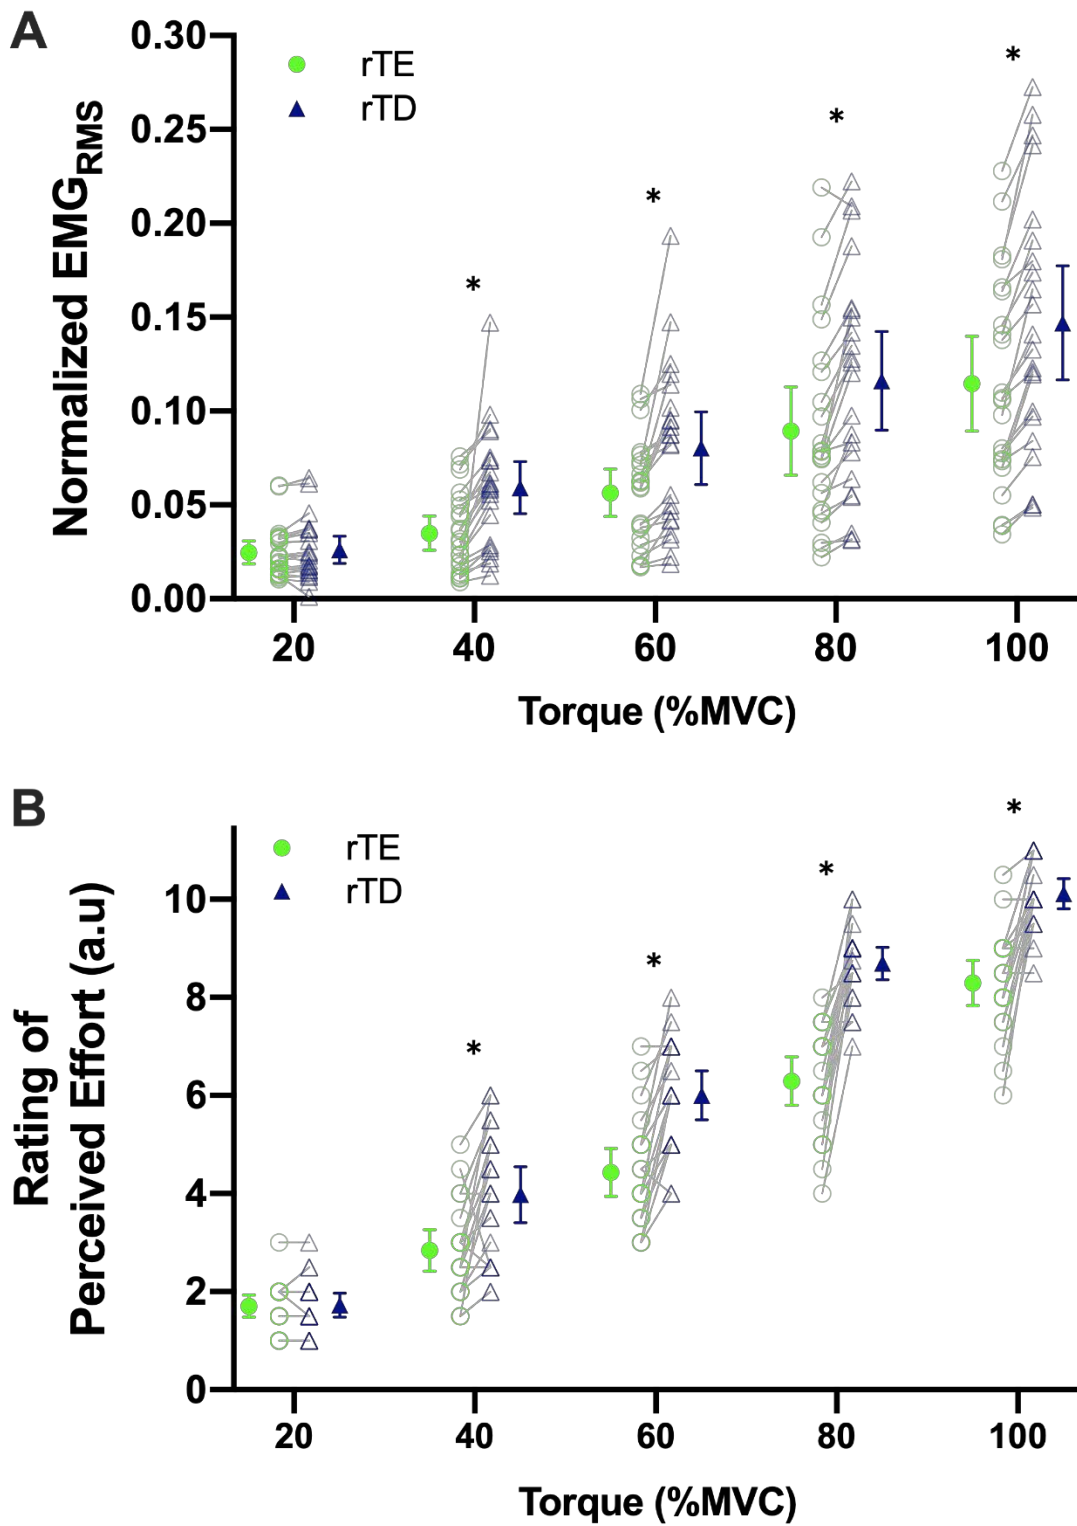 A
0.30
0.25
0.20
0.15
0.10
0.05
0.00
Normalized EMGRMS
rTE
rTD
*
*
*
*
20 40 60 80 100
Torque (%MVC)
B
10
8
6
4
2
0
Rating of
Perceived Effort (a.u)
rTE
rTD
*
*
*
*
20 40 60 80 100
Torque (%MVC)